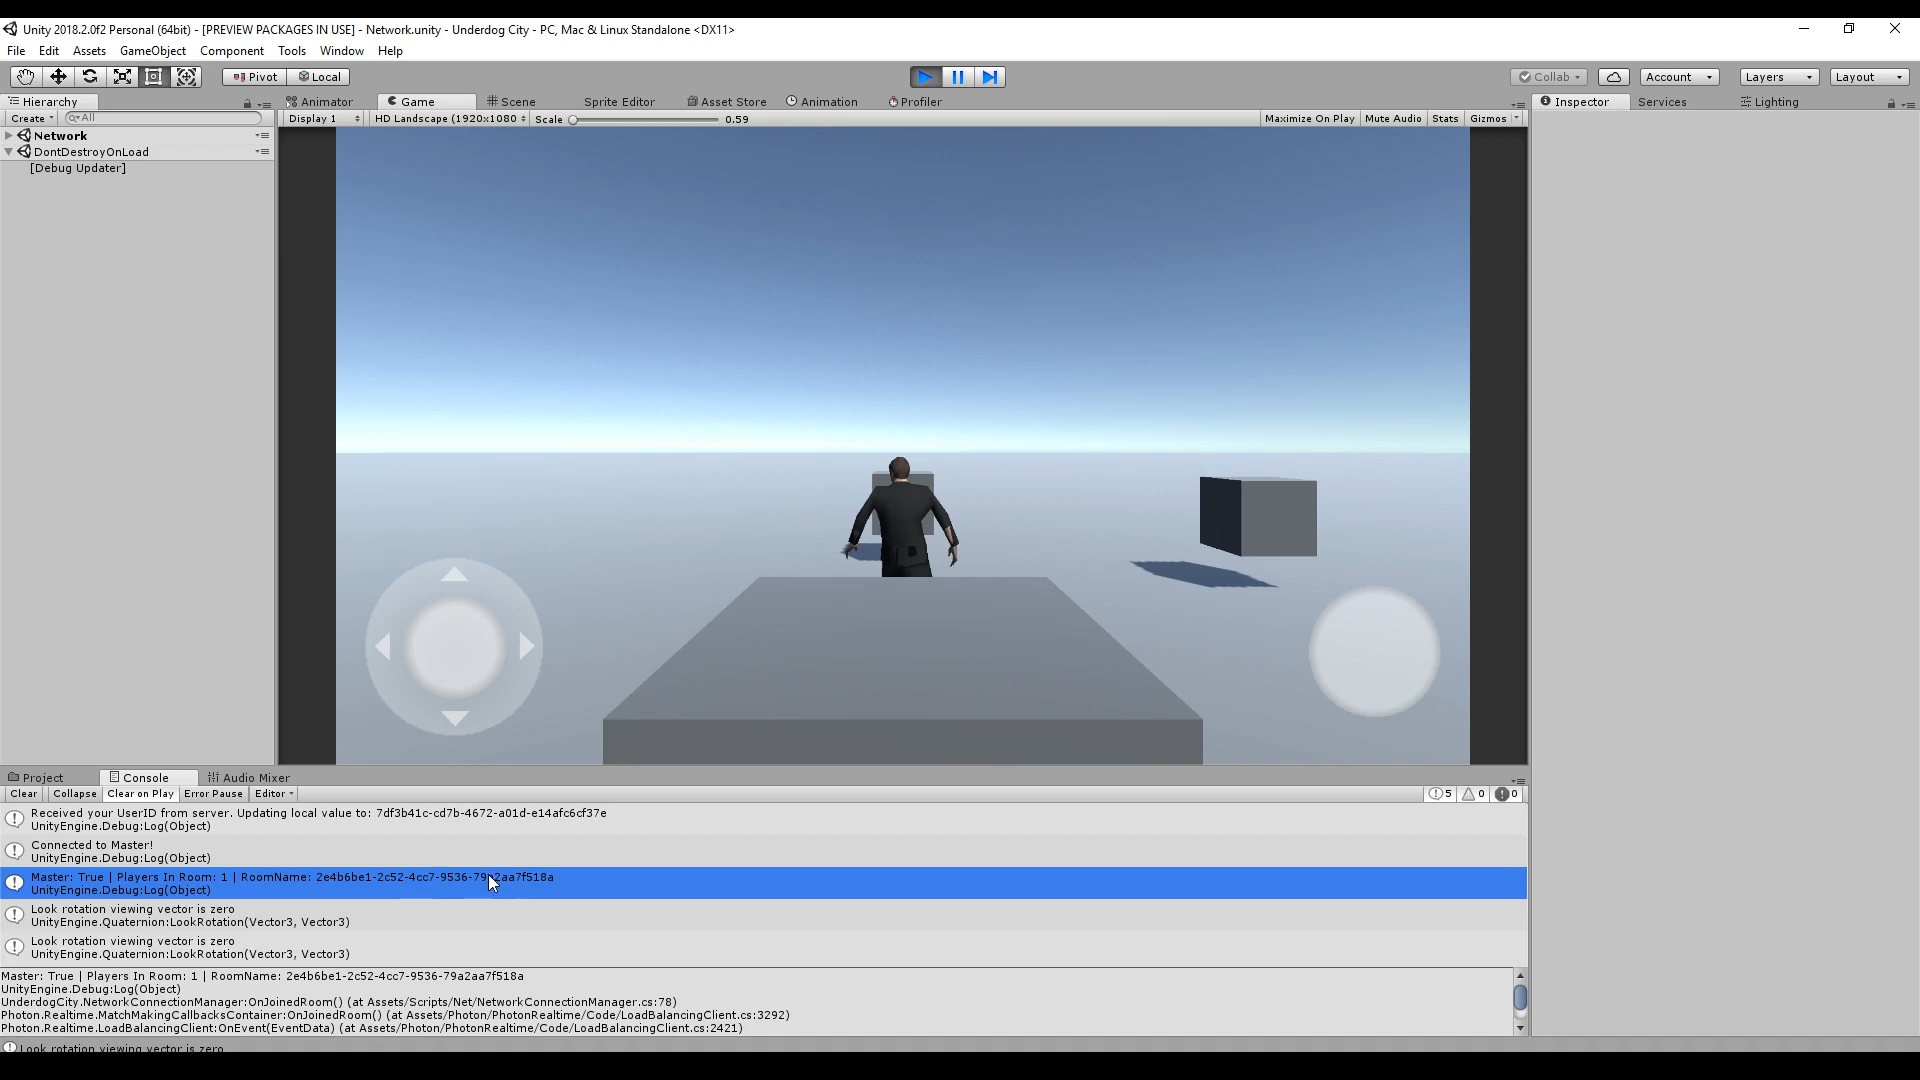 Unity 2018.2.0f2 Personal (64bit) - [PREVIEW PACKAGES IN USE] - Network.unity - Underdog City - PC, Mac & Linux Standalone <DX11>
File Edit Assets GameObject Component Tools Window Help
Pivot Local Collab Account Layers Layout
Hierarchy Animator Game Scene Sprite Editor Asset Store Animation Profiler Inspector Services Lighting
Create All Display 1 HD Landscape (1920x1080 Scale 0.59 Maximize On Play Mute Audio Stats Gizmos
Network
DontDestroyOnLoad
[Debug Updater]
Project Console Audio Mixer
Clear Collapse Clear on Play Error Pause Editor 5 0 0
Received your UserID from server. Updating local value to: 7df3b41c-cd7b-4672-a01d-e14afc6cf37e
UnityEngine.Debug:Log(Object)
Connected to Master!
UnityEngine.Debug:Log(Object)
Master: True | Players In Room: 1 | RoomName: 2e4b6be1-2c52-4cc7-9536-79a2aa7f518a
UnityEngine.Debug:Log(Object)
Look rotation viewing vector is zero
UnityEngine.Quaternion:LookRotation(Vector3, Vector3)
Look rotation viewing vector is zero
UnityEngine.Quaternion:LookRotation(Vector3, Vector3)
Master: True | Players In Room: 1 | RoomName: 2e4b6be1-2c52-4cc7-9536-79a2aa7f518a
UnityEngine.Debug:Log(Object)
UnderdogCity.NetworkConnectionManager:OnJoinedRoom() (at Assets/Scripts/Net/NetworkConnectionManager.cs:78)
Photon.Realtime.MatchMakingCallbacksContainer:OnJoinedRoom() (at Assets/Photon/PhotonRealtime/Code/LoadBalancingClient.cs:3292)
Photon.Realtime.LoadBalancingClient:OnEvent(EventData) (at Assets/Photon/PhotonRealtime/Code/LoadBalancingClient.cs:2421)
Look rotation viewing vector is zero